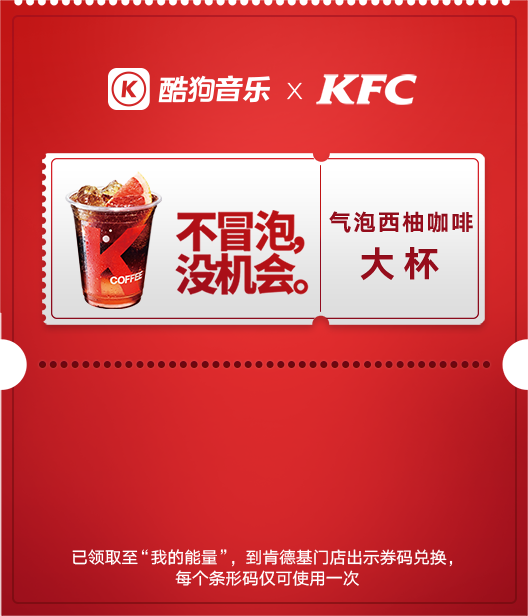 K 酷狗音乐 x KFC
K
COFFEE
不冒泡,
没机会。
气泡西柚咖啡
大杯
已领取至“我的能量”，到肯德基门店出示券码兑换，
每个条形码仅可使用一次